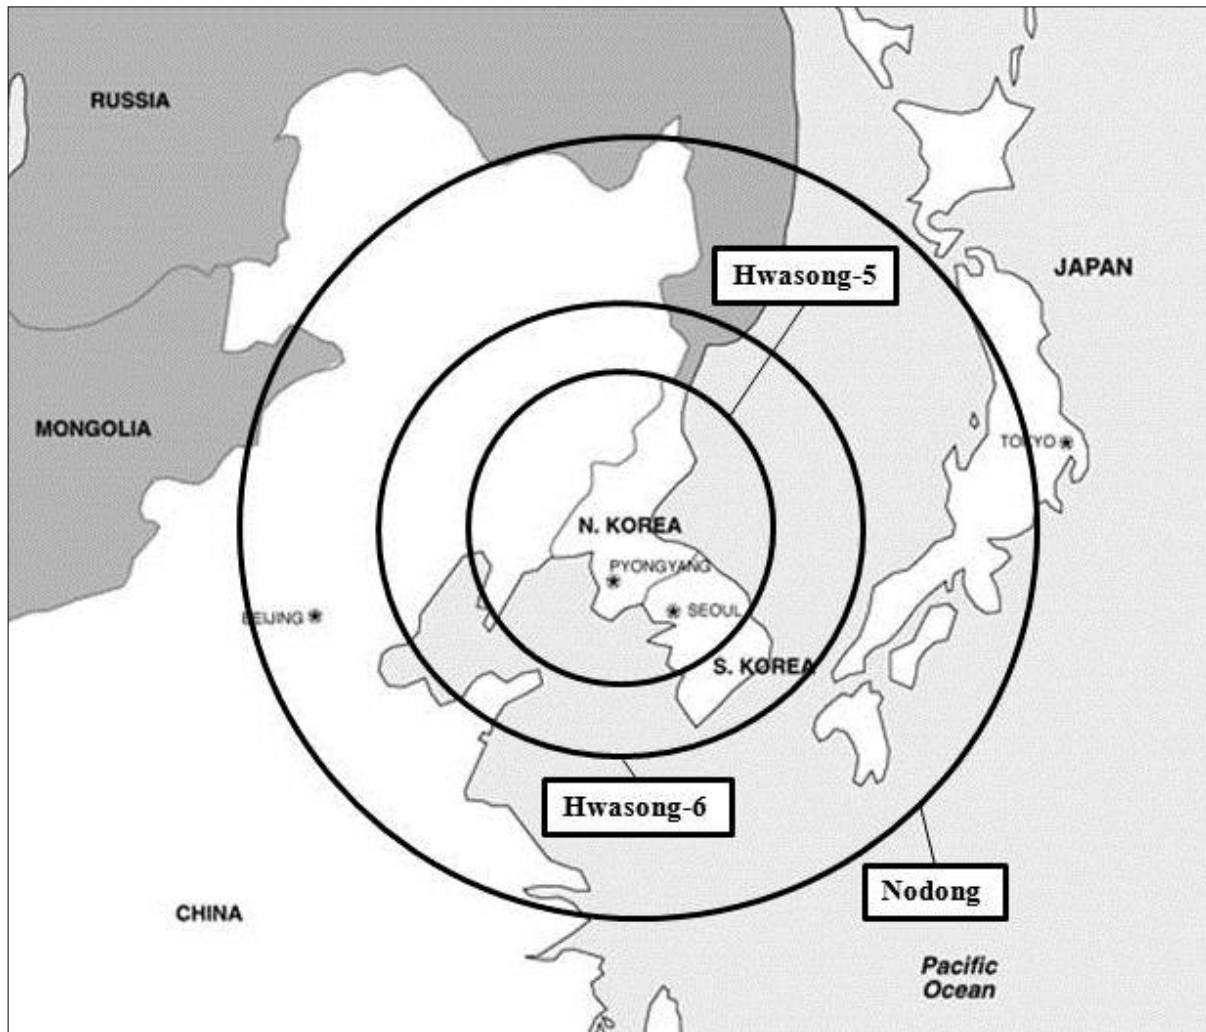 RUSSIA
Hwasong-5
JAPAN
MONGOLIA
TOKYO
N. KOREA
PYONGYANG
BEIJING
SEOUL
S. KOREA
Hwasong-6
Nodong
CHINA
Pacific
Ocean